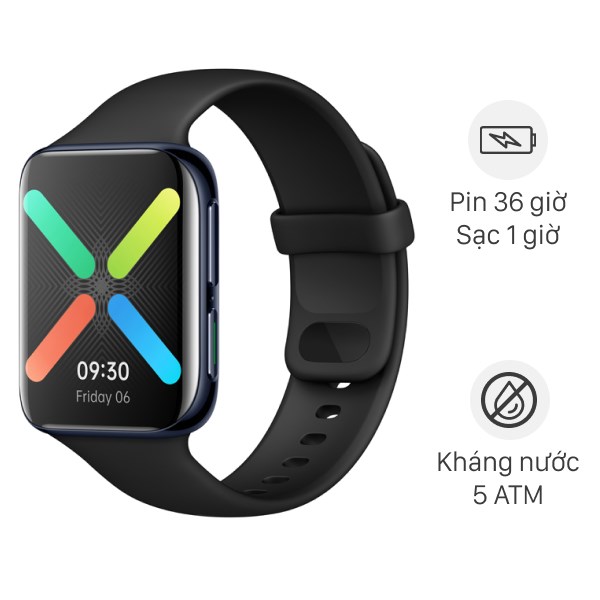 09:30
Friday 06
Pin 36 giờ
Sạc 1 giờ
Kháng nước
5 ATM